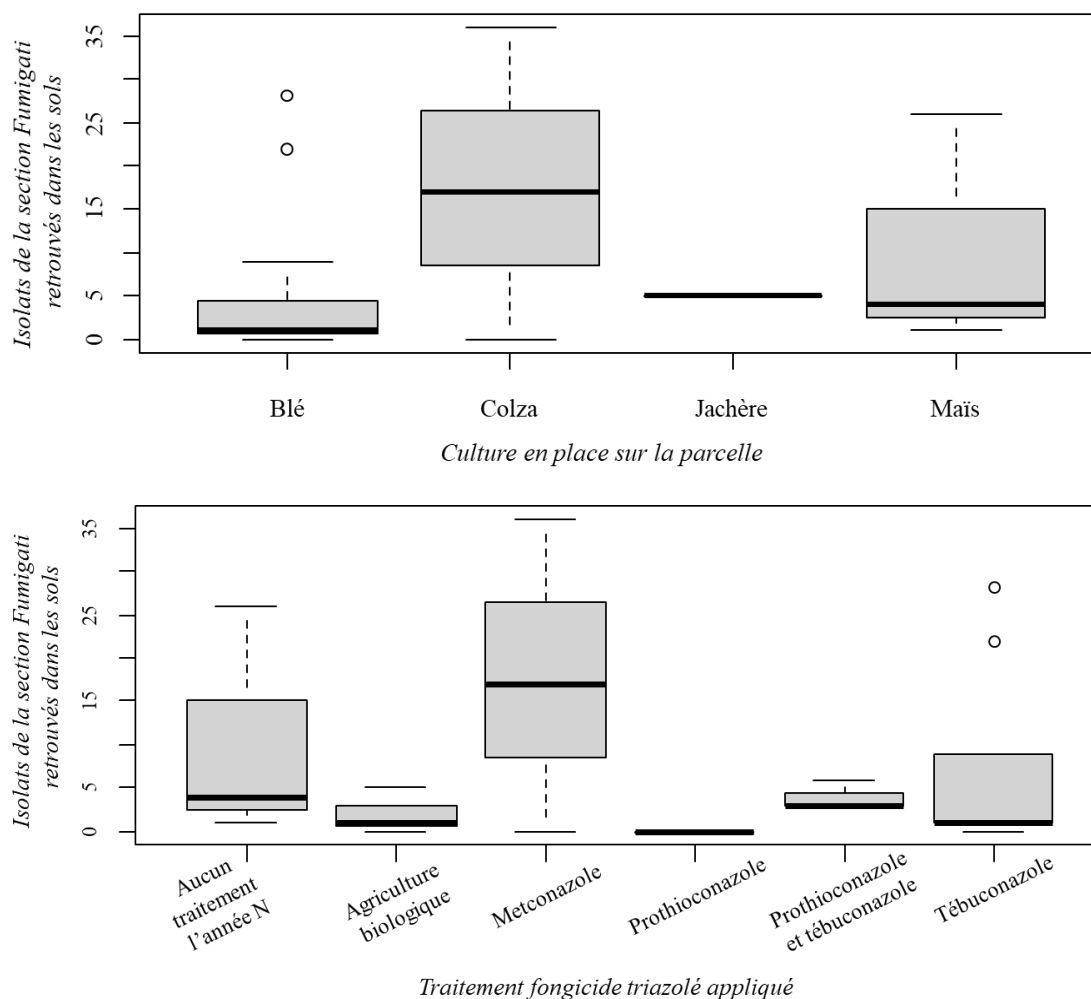 Isolats de la section Fumigati
retrouvés dans les sols
35
25
15
5
0
Blé
Colza
Jachère
Maïs
Culture en place sur la parcelle
Isolats de la section Fumigati
retrouvés dans les sols
35
25
15
5
0
Aucun
traitement
l'année N
Agriculture
biologique
Metconazole
Prothioconazole
Prothioconazole
et tébuconazole
Tébuconazole
Traitement fongicide triazolé appliqué